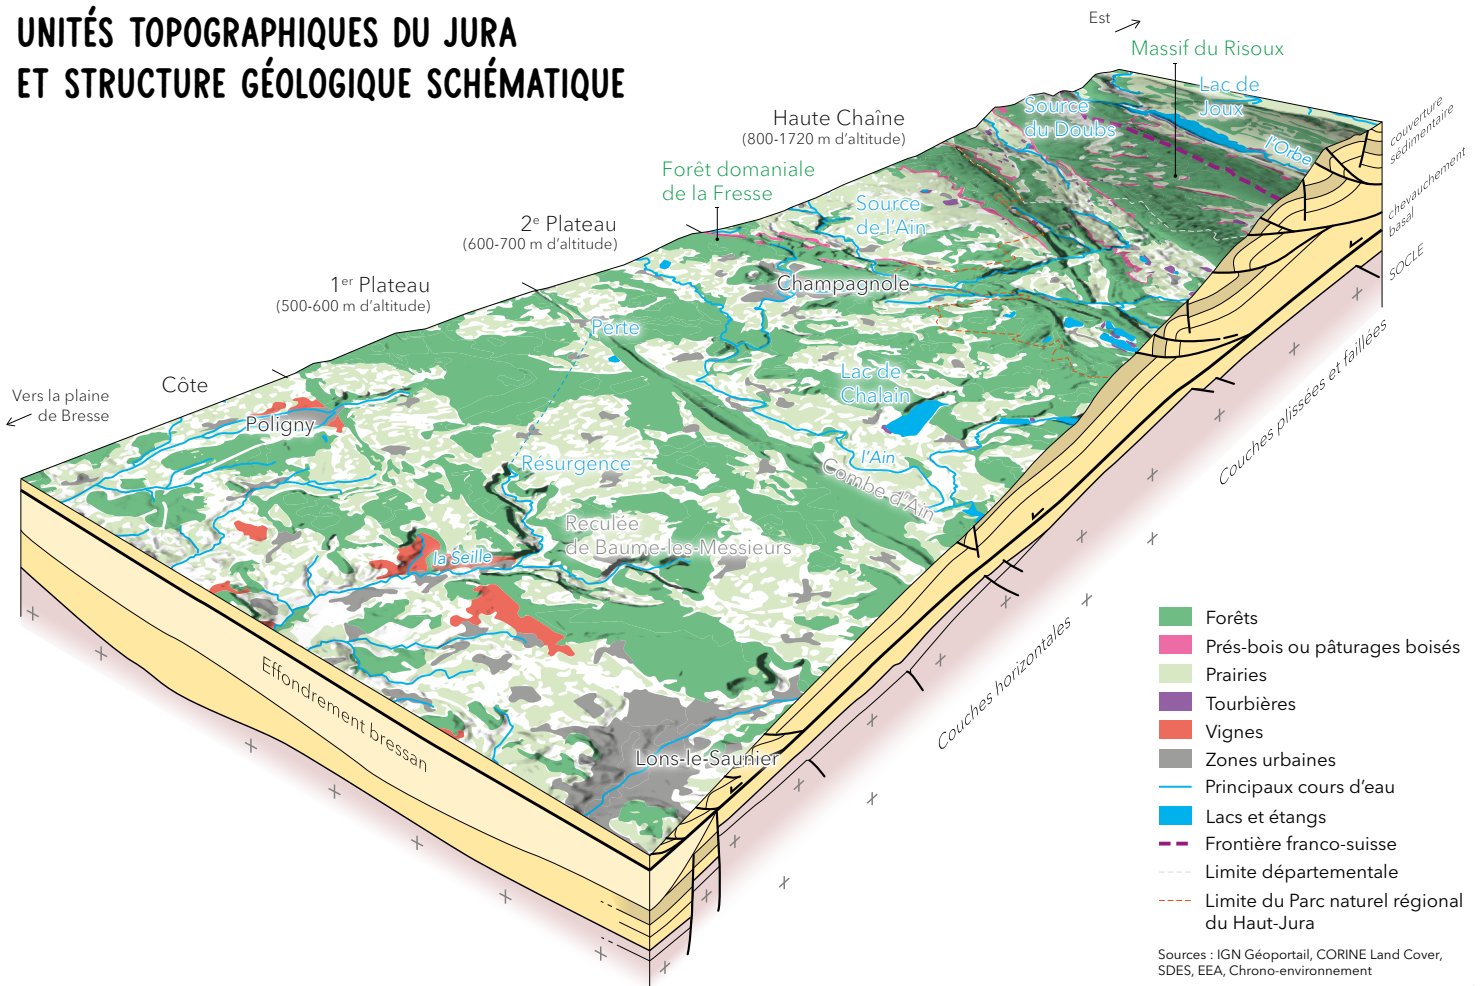 UNITÉS TOPOGRAPHIQUES DU JURA
ET STRUCTURE GÉOLOGIQUE SCHÉMATIQUE
Est
Massif du Risoux
Lac de
Joux
Source
du Doubs
l'Orbe
couverture
sédimentaire
chevauchement
basal
SOCLE
Haute Chaîne
(800-1720 m d'altitude)
Forêt domaniale
de la Fresse
Source
de l'Ain
2e Plateau
(600-700 m d'altitude)
Champagnole
1er Plateau
(500-600 m d'altitude)
Perte
Lac de
Chalain
Côte
Vers la plaine
de Bresse
Poligny
l'Ain
Combe d'Ain
Résurgence
Reculée
de Baume-les-Messieurs
la Seille
Couches plissées et faillées
Couches horizontales
Effondrement bressan
Lons-le-Saunier
Forêts
Prés-bois ou pâturages boisés
Prairies
Tourbières
Vignes
Zones urbaines
Principaux cours d'eau
Lacs et étangs
Frontière franco-suisse
Limite départementale
Limite du Parc naturel régional
du Haut-Jura
Sources : IGN Géoportail, CORINE Land Cover,
SDES, EEA, Chrono-environnement